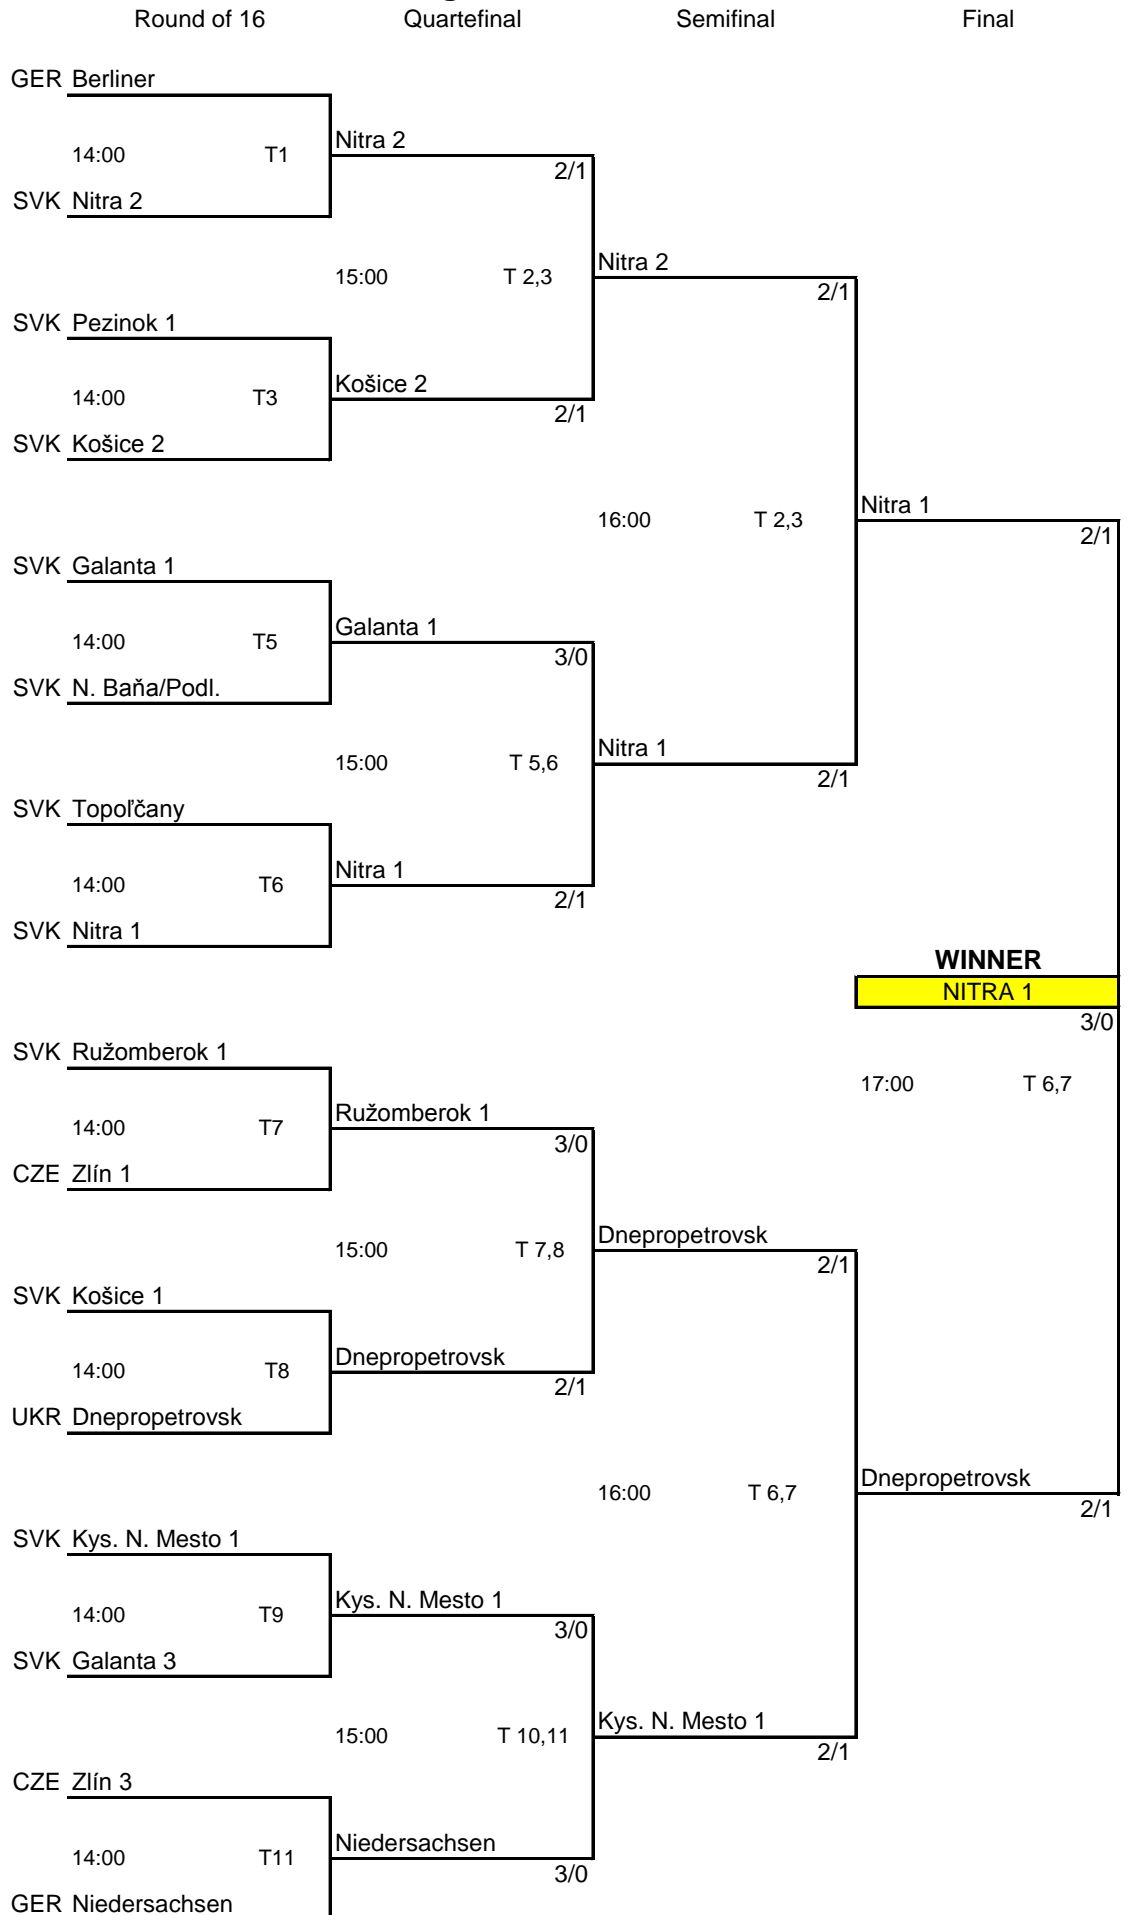 Round of 16 Quartefinal Semifinal Final
GER Berliner
Nitra 2
14:00 T1
2/1
SVK Nitra 2
Nitra 2
15:00 T 2,3
2/1
SVK Pezinok 1
Košice 2
14:00 T3
2/1
SVK Košice 2
Nitra 1
16:00 T 2,3
2/1
SVK Galanta 1
Galanta 1
14:00 T5
3/0
SVK N. Baňa/Podl.
Nitra 1
15:00 T 5,6
2/1
SVK Topoľčany
Nitra 1
14:00 T6
2/1
SVK Nitra 1
WINNER
NITRA 1
3/0
SVK Ružomberok 1
17:00 T 6,7
Ružomberok 1
14:00 T7
3/0
CZE Zlín 1
Dnepropetrovsk
15:00 T 7,8
2/1
SVK Košice 1
Dnepropetrovsk
14:00 T8
2/1
UKR Dnepropetrovsk
Dnepropetrovsk
16:00 T 6,7
2/1
SVK Kys. N. Mesto 1
Kys. N. Mesto 1
14:00 T9
3/0
SVK Galanta 3
Kys. N. Mesto 1
15:00 T 10,11
2/1
CZE Zlín 3
Niedersachsen
14:00 T11
3/0
GER Niedersachsen